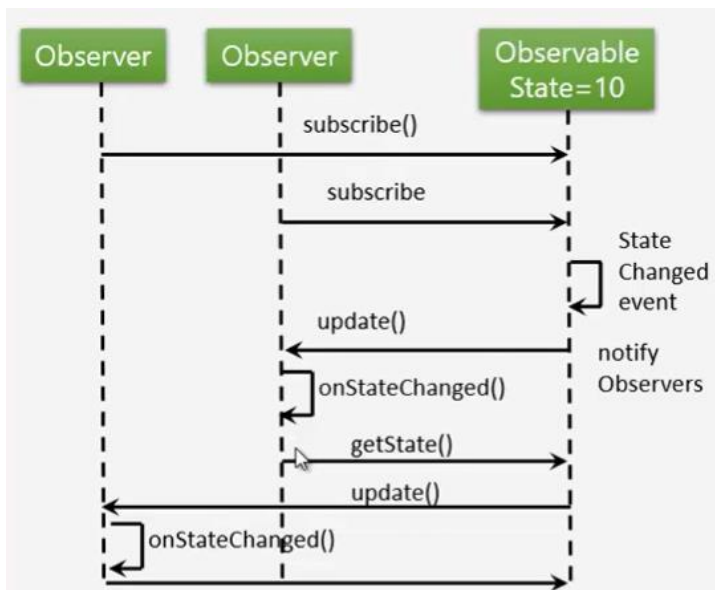 Observer
Observer
Observable
State=10
subscribe()
subscribe
State
Changed
event
update()
notify
Observers
onStateChanged()
getState()
update()
onStateChanged()